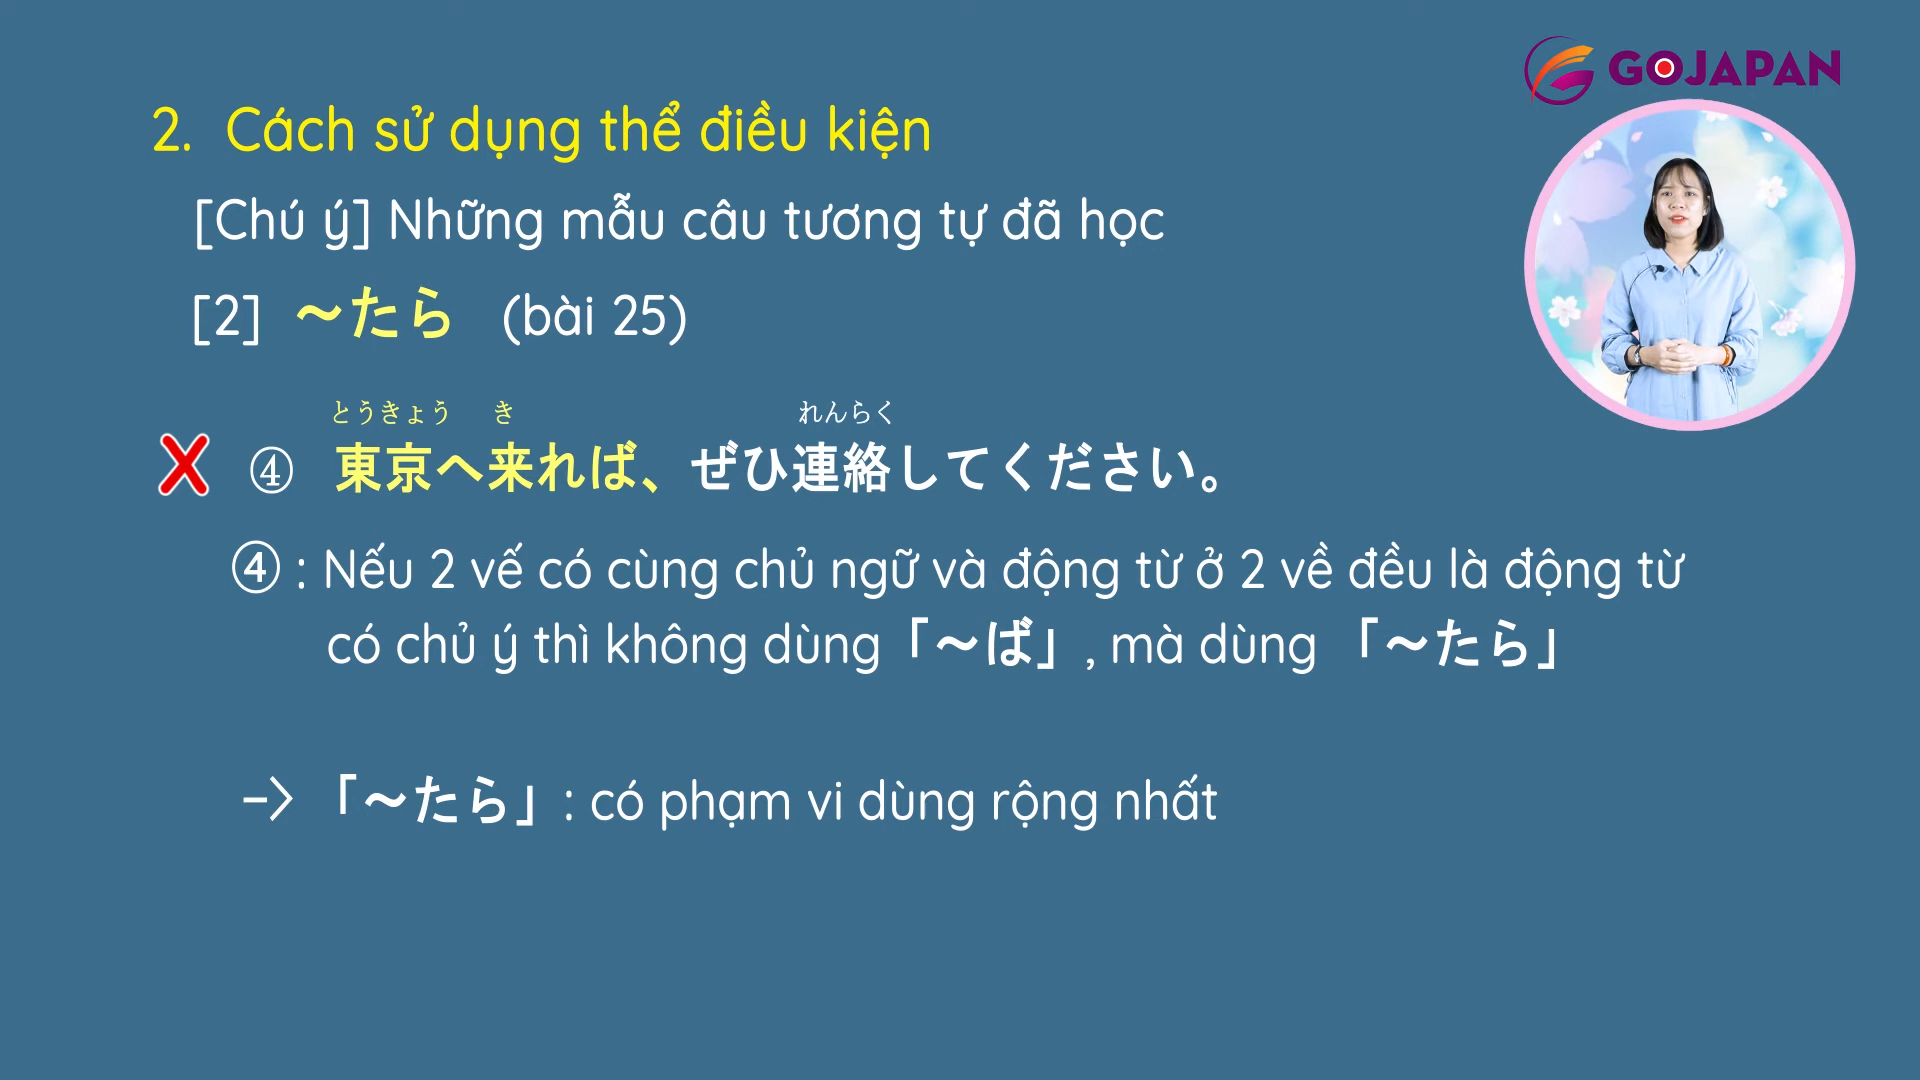 GOJAPAN
2. Cách sử dụng thể điều kiện
[Chú ý] Những mẫu câu tương tự đã học
[2] ～たら (bài 25)
とうきょう き れんらく
X ④ 東京へ来れば、ぜひ連絡してください。
④ : Nếu 2 vế có cùng chủ ngữ và động từ ở 2 về đều là động từ
có chủ ý thì không dùng「～ば」, mà dùng 「～たら」
-> 「～たら」: có phạm vi dùng rộng nhất